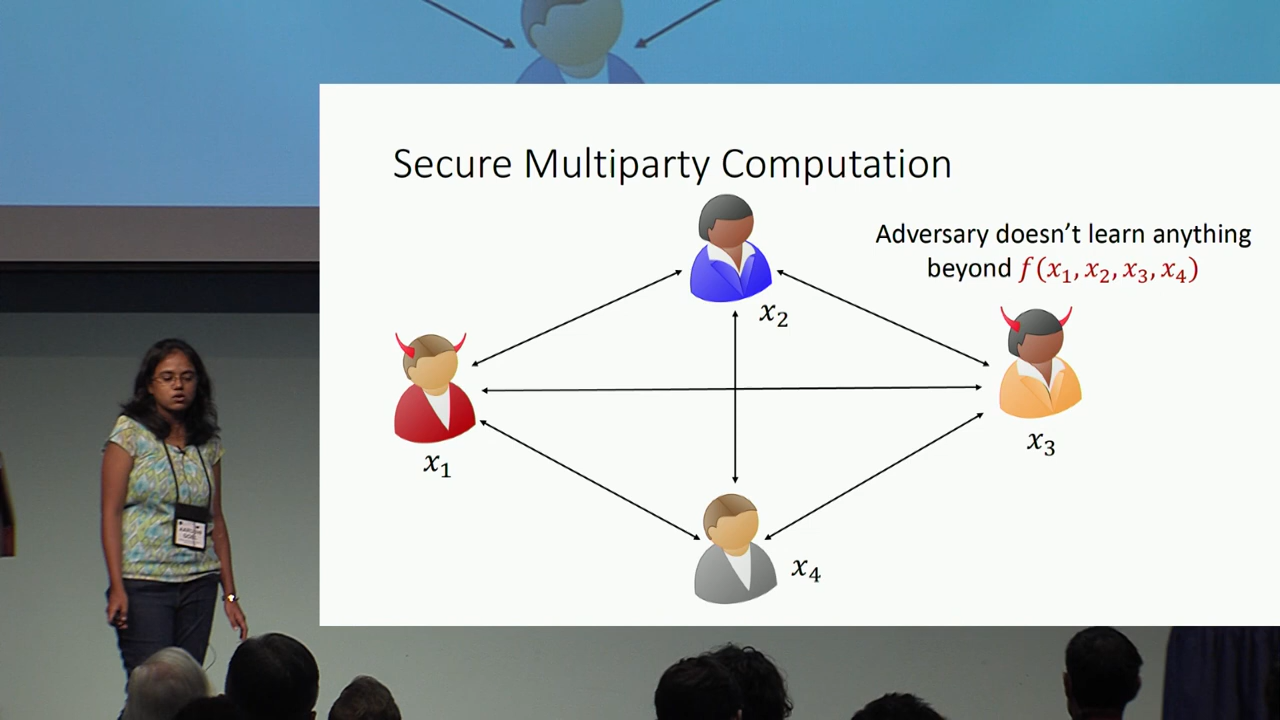 Secure Multiparty Computation
Adversary doesn't learn anything
beyond f(x₁, x₂, x₃, x₄)
x₂
x₁
x₃
x₄